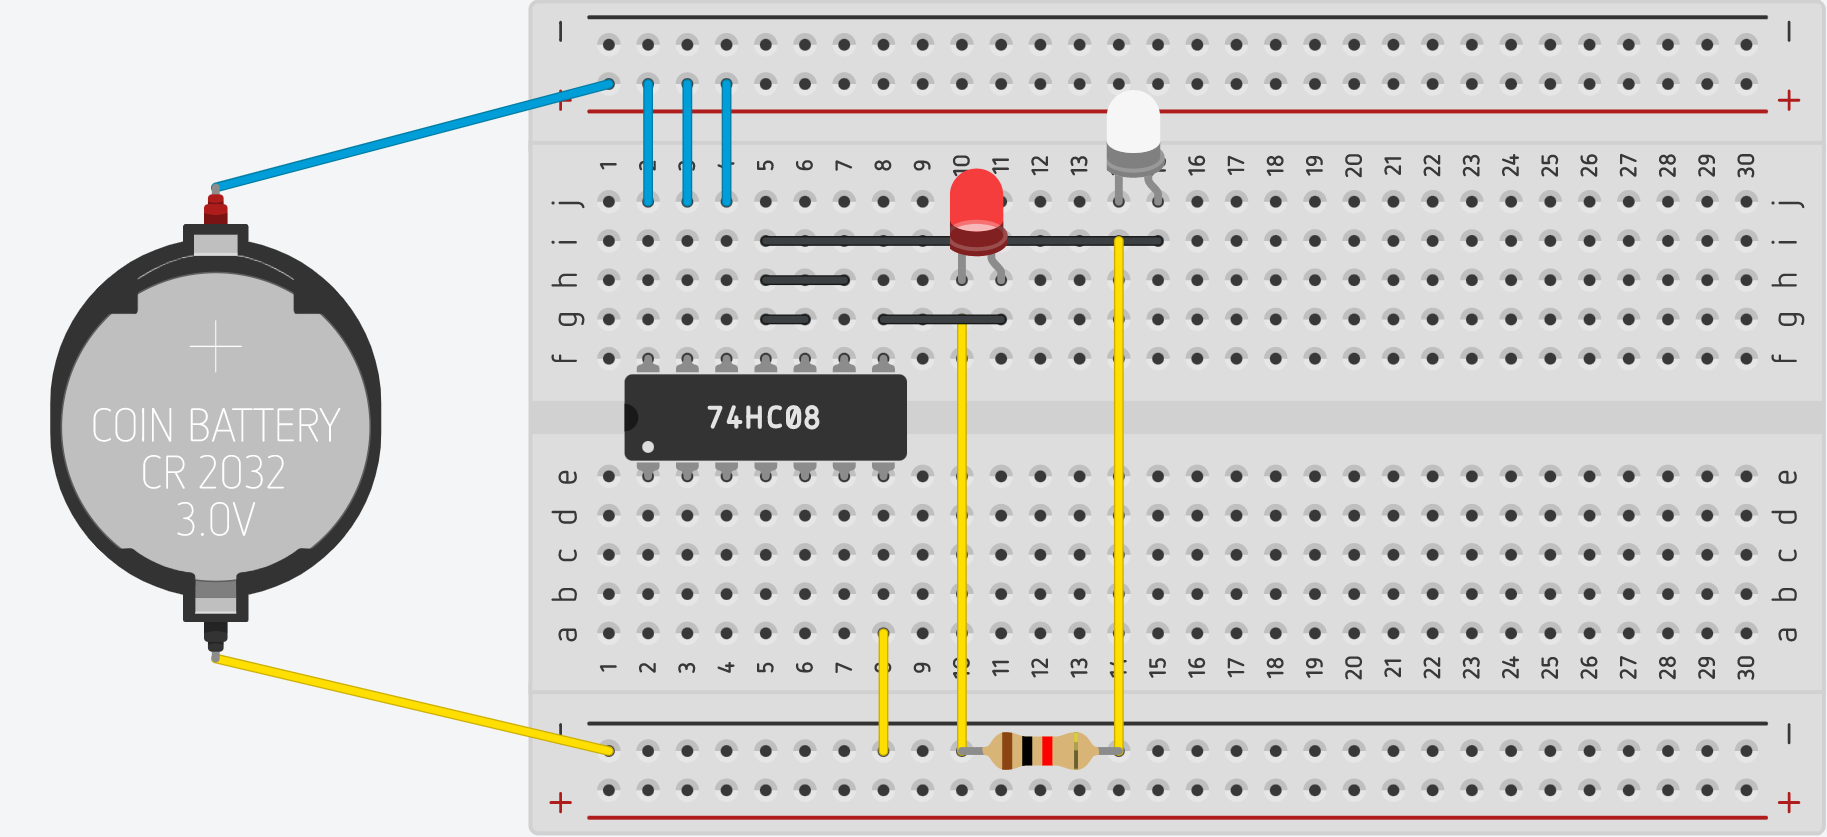 − −
+ +
1 2 3 4 5 6 7 8 9 10 11 12 13 16 17 18 19 20 21 22 23 24 25 26 27 28 29 30
j j
i i
h h
g g
f f
74HC08
COIN BATTERY
CR 2032
3.0V
e e
d d
c c
b b
a a
1 2 3 4 5 6 7 8 9 10 11 12 13 14 15 16 17 18 19 20 21 22 23 24 25 26 27 28 29 30
− −
+ +